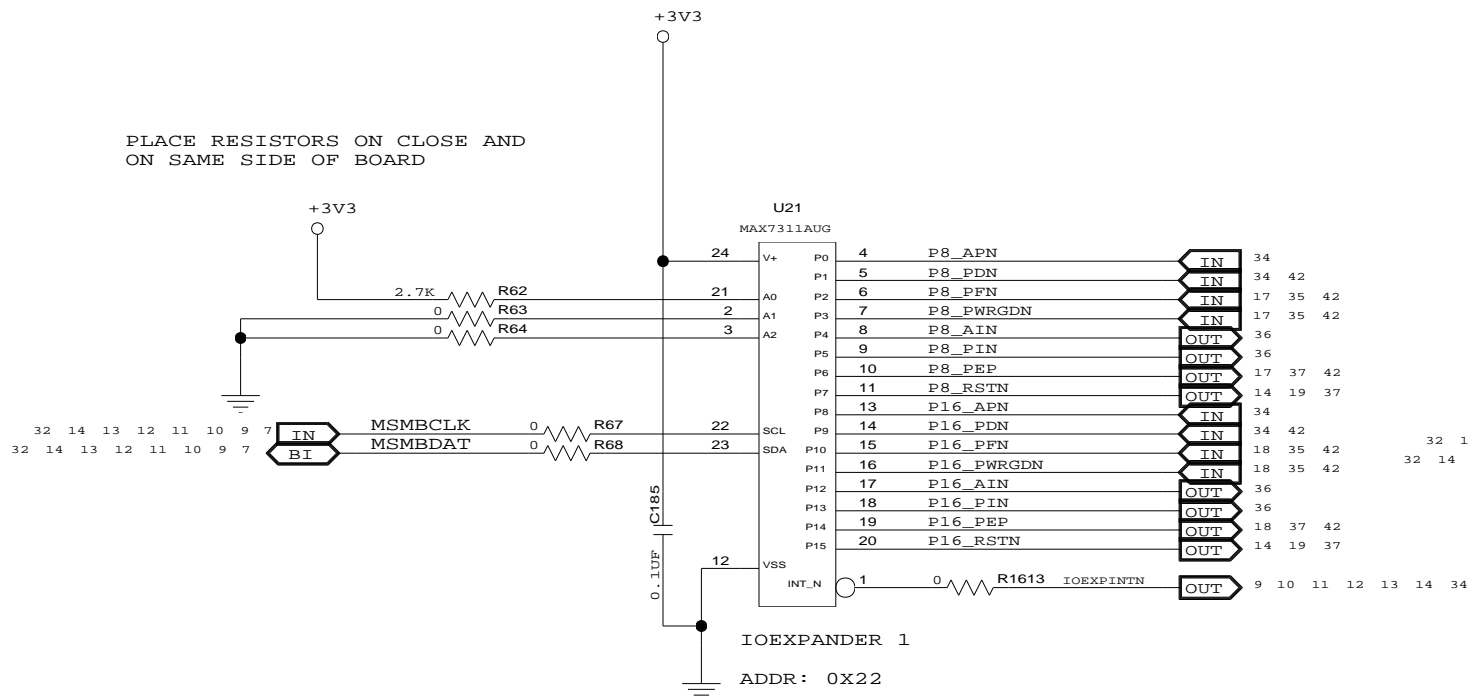 +3V3
PLACE RESISTORS ON CLOSE AND
ON SAME SIDE OF BOARD
+3V3
U21
MAX7311AUG
24 V+ P0 4 P8_APN IN 34
P1 5 P8_PDN IN 34 42
2.7K R62 21 A0 P2 6 P8_PFN IN 17 35 42
0 R63 2 A1 P3 7 P8_PWRGDN IN 17 35 42
0 R64 3 A2 P4 8 P8_AIN OUT 36
P5 9 P8_PIN OUT 36
P6 10 P8_PEP OUT 17 37 42
P7 11 P8_RSTN OUT 14 19 37
P8 13 P16_APN IN 34
32 14 13 12 11 10 9 7 IN MSMBCLK 0 R67 22 SCL P9 14 P16_PDN IN 34 42
32 1
32 14 13 12 11 10 9 7 BI MSMBDAT 0 R68 23 SDA P10 15 P16_PFN IN 18 35 42
32 14
P11 16 P16_PWRGDN IN 18 35 42
P12 17 P16_AIN OUT 36
P13 18 P16_PIN OUT 36
P14 19 P16_PEP OUT 18 37 42
P15 20 P16_RSTN OUT 14 19 37
C185
0.1UF
12 VSS
INT_N 1 0 R1613 IOEXPINTN OUT 9 10 11 12 13 14 34
IOEXPANDER 1
ADDR: 0X22